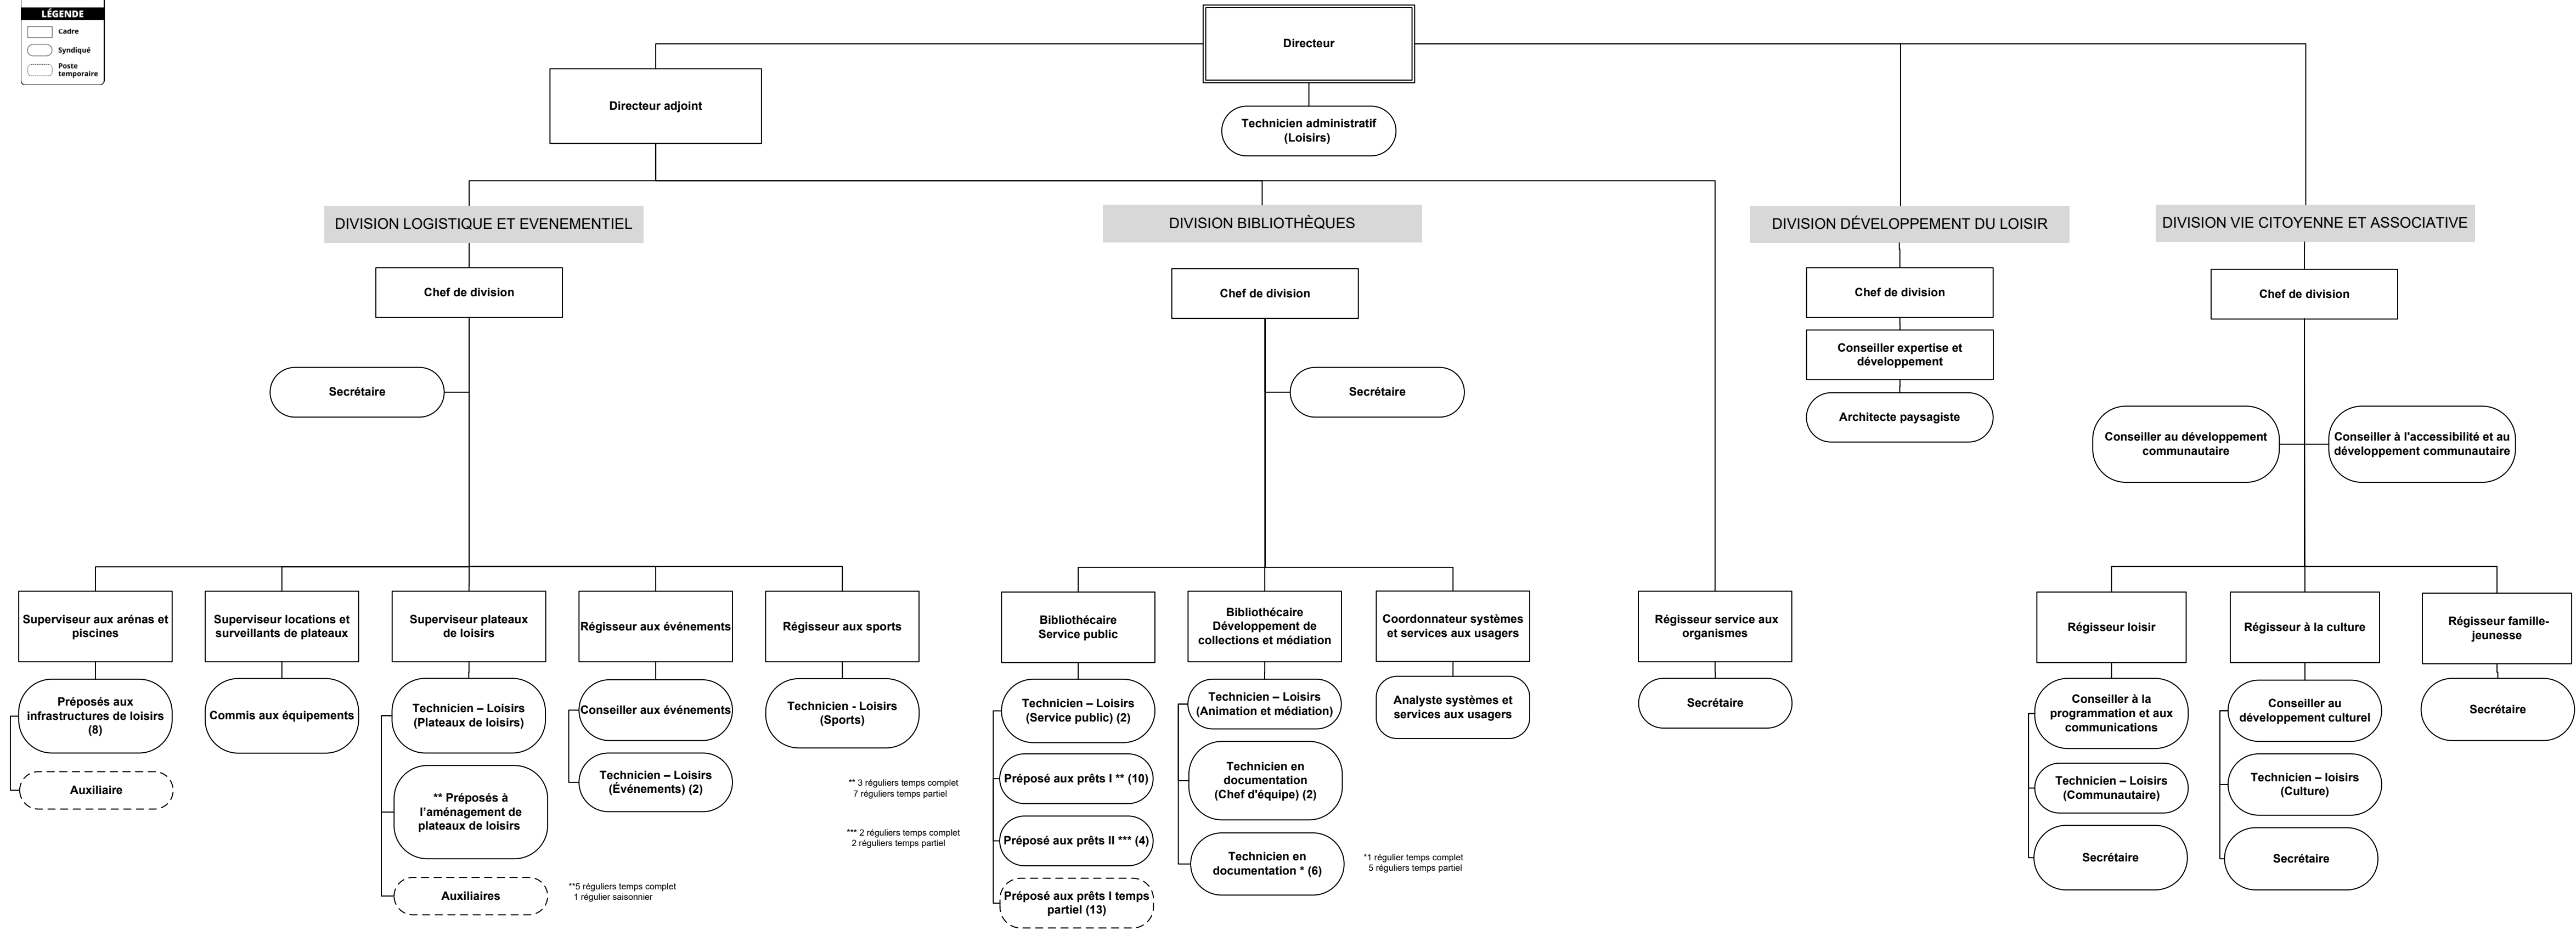 LÉGENDE
Cadre
Syndiqué
Poste
temporaire
Directeur
Directeur adjoint
Technicien administratif
(Loisirs)
DIVISION LOGISTIQUE ET EVENEMENTIEL
DIVISION BIBLIOTHÈQUES
DIVISION DÉVELOPPEMENT DU LOISIR
DIVISION VIE CITOYENNE ET ASSOCIATIVE
Chef de division
Chef de division
Chef de division
Chef de division
Conseiller expertise et
développement
Secrétaire
Secrétaire
Architecte paysagiste
Conseiller au développement
communautaire
Conseiller à l'accessibilité et au
développement communautaire
Superviseur aux arénas et
piscines
Superviseur locations et
surveillants de plateaux
Superviseur plateaux
de loisirs
Régisseur aux événements
Régisseur aux sports
Bibliothécaire
Service public
Bibliothécaire
Développement de
collections et médiation
Coordonnateur systèmes
et services aux usagers
Régisseur service aux
organismes
Régisseur loisir
Régisseur à la culture
Régisseur famille-
jeunesse
Préposés aux
infrastructures de loisirs
(8)
Commis aux équipements
Technicien – Loisirs
(Plateaux de loisirs)
Conseiller aux événements
Technicien - Loisirs
(Sports)
Technicien – Loisirs
(Service public) (2)
Technicien – Loisirs
(Animation et médiation)
Analyste systèmes et
services aux usagers
Secrétaire
Conseiller à la
programmation et aux
communications
Conseiller au
développement culturel
Secrétaire
Auxiliaire
** Préposés à
l'aménagement de
plateaux de loisirs
Technicien – Loisirs
(Événements) (2)
** 3 réguliers temps complet
7 réguliers temps partiel
Préposé aux prêts I ** (10)
Technicien en
documentation
(Chef d'équipe) (2)
Technicien – Loisirs
(Communautaire)
Technicien – loisirs
(Culture)
*** 2 réguliers temps complet
2 réguliers temps partiel
Préposé aux prêts II *** (4)
Technicien en
documentation * (6)
*1 régulier temps complet
5 réguliers temps partiel
Secrétaire
Secrétaire
Auxiliaires
**5 réguliers temps complet
1 régulier saisonnier
Préposé aux prêts I temps
partiel (13)